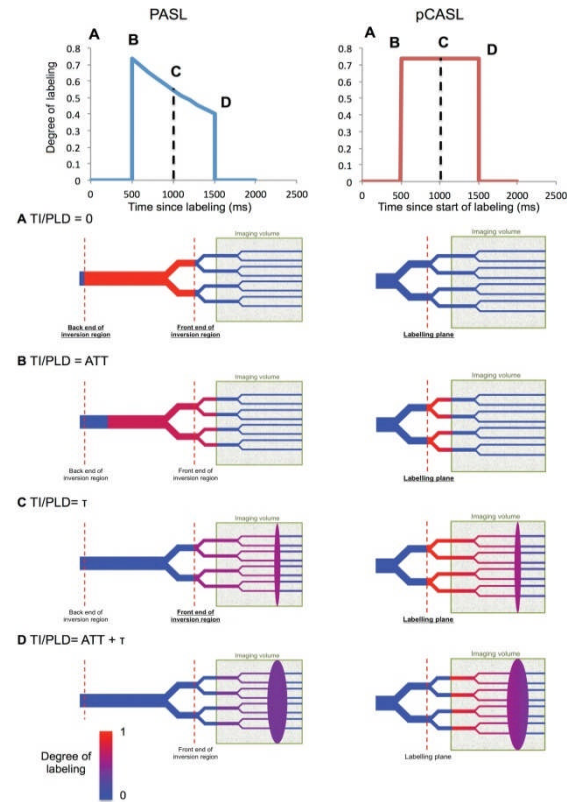 PASL
pCASL
Degree of labeling
0.8
0.7
0.6
0.5
0.4
0.3
0.2
0.1
0
A
B
C
D
0
500
1000
1500
2000
2500
Time since labeling (ms)
0.8
0.7
0.6
0.5
0.4
0.3
0.2
0.1
0
A
B
C
D
0
500
1000
1500
2000
2500
Time since start of labeling (ms)
A TI/PLD = 0
Imaging volume
Imaging volume
Back end of
inversion region
Front end of
inversion region
Labelling plane
B TI/PLD = ATT
Imaging volume
Imaging volume
Back end of
inversion region
Front end of
inversion region
Labelling plane
C TI/PLD= τ
Imaging volume
Imaging volume
Back end of
inversion region
Front end of
inversion region
Labelling plane
D TI/PLD= ATT + τ
Imaging volume
Imaging volume
Front end of
inversion region
Labelling plane
Degree of
labeling
1
0